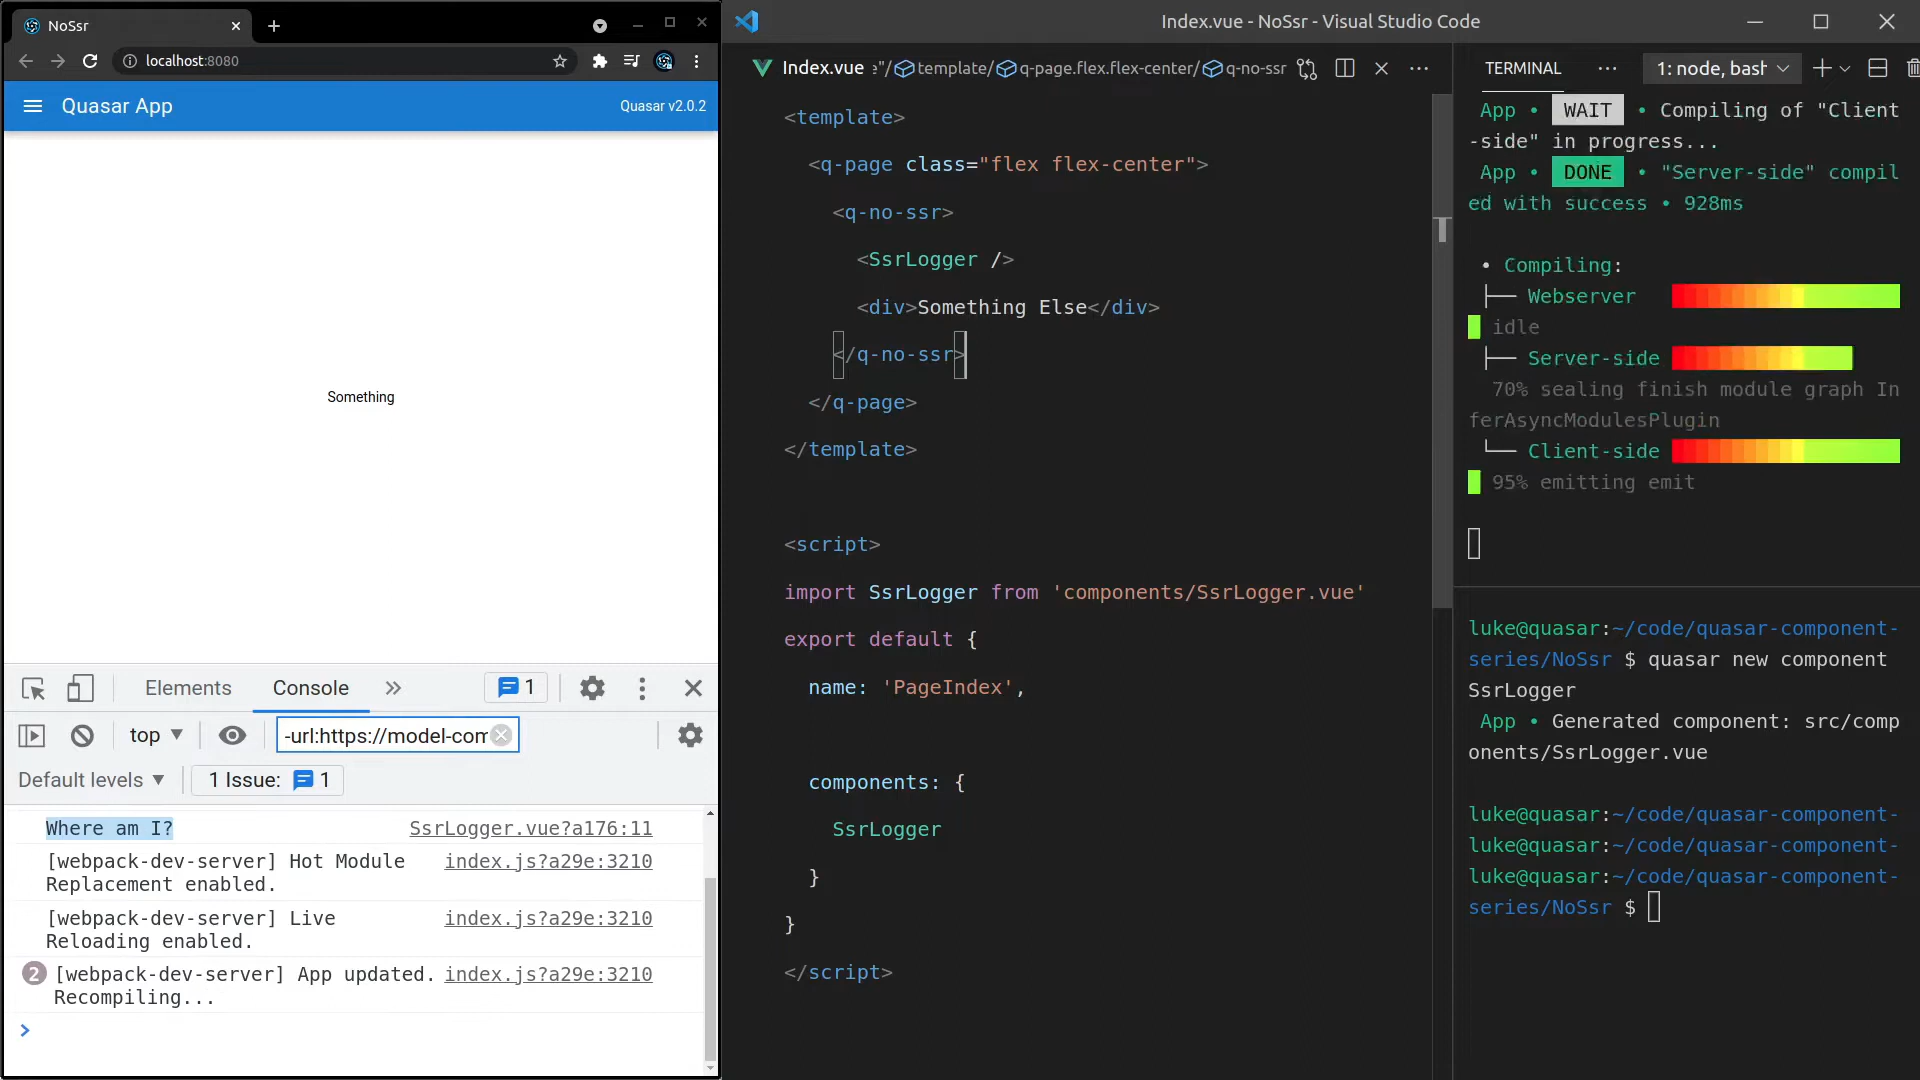 NoSsr
localhost:8080
Quasar App
Quasar v2.0.2
Something
Elements
Console
1
top
-url:https://model-com
Default levels
1 Issue:
1
Where am I?
SsrLogger.vue?a176:11
[webpack-dev-server] Hot Module
Replacement enabled.
index.js?a29e:3210
[webpack-dev-server] Live
Reloading enabled.
index.js?a29e:3210
2
[webpack-dev-server] App updated.
Recompiling...
index.js?a29e:3210
>
Index.vue - NoSsr - Visual Studio Code
Index.vue
"/
template/
q-page.flex.flex-center/
q-no-ssr
<template>
<q-page class="flex flex-center">
<q-no-ssr>
<SsrLogger />
<div>Something Else</div>
</q-no-ssr>
</q-page>
</template>
<script>
import SsrLogger from 'components/SsrLogger.vue'
export default {
name: 'PageIndex',
components: {
SsrLogger
}
}
</script>
TERMINAL
1: node, bash
App • WAIT • Compiling of "Client
-side" in progress...
App • DONE • "Server-side" compil
ed with success • 928ms
• Compiling:
├── Webserver
idle
├── Server-side
70% sealing finish module graph In
ferAsyncModulesPlugin
└── Client-side
95% emitting emit
luke@quasar:~/code/quasar-component-
series/NoSsr $ quasar new component
SsrLogger
App • Generated component: src/comp
onents/SsrLogger.vue
luke@quasar:~/code/quasar-component-
luke@quasar:~/code/quasar-component-
luke@quasar:~/code/quasar-component-
series/NoSsr $